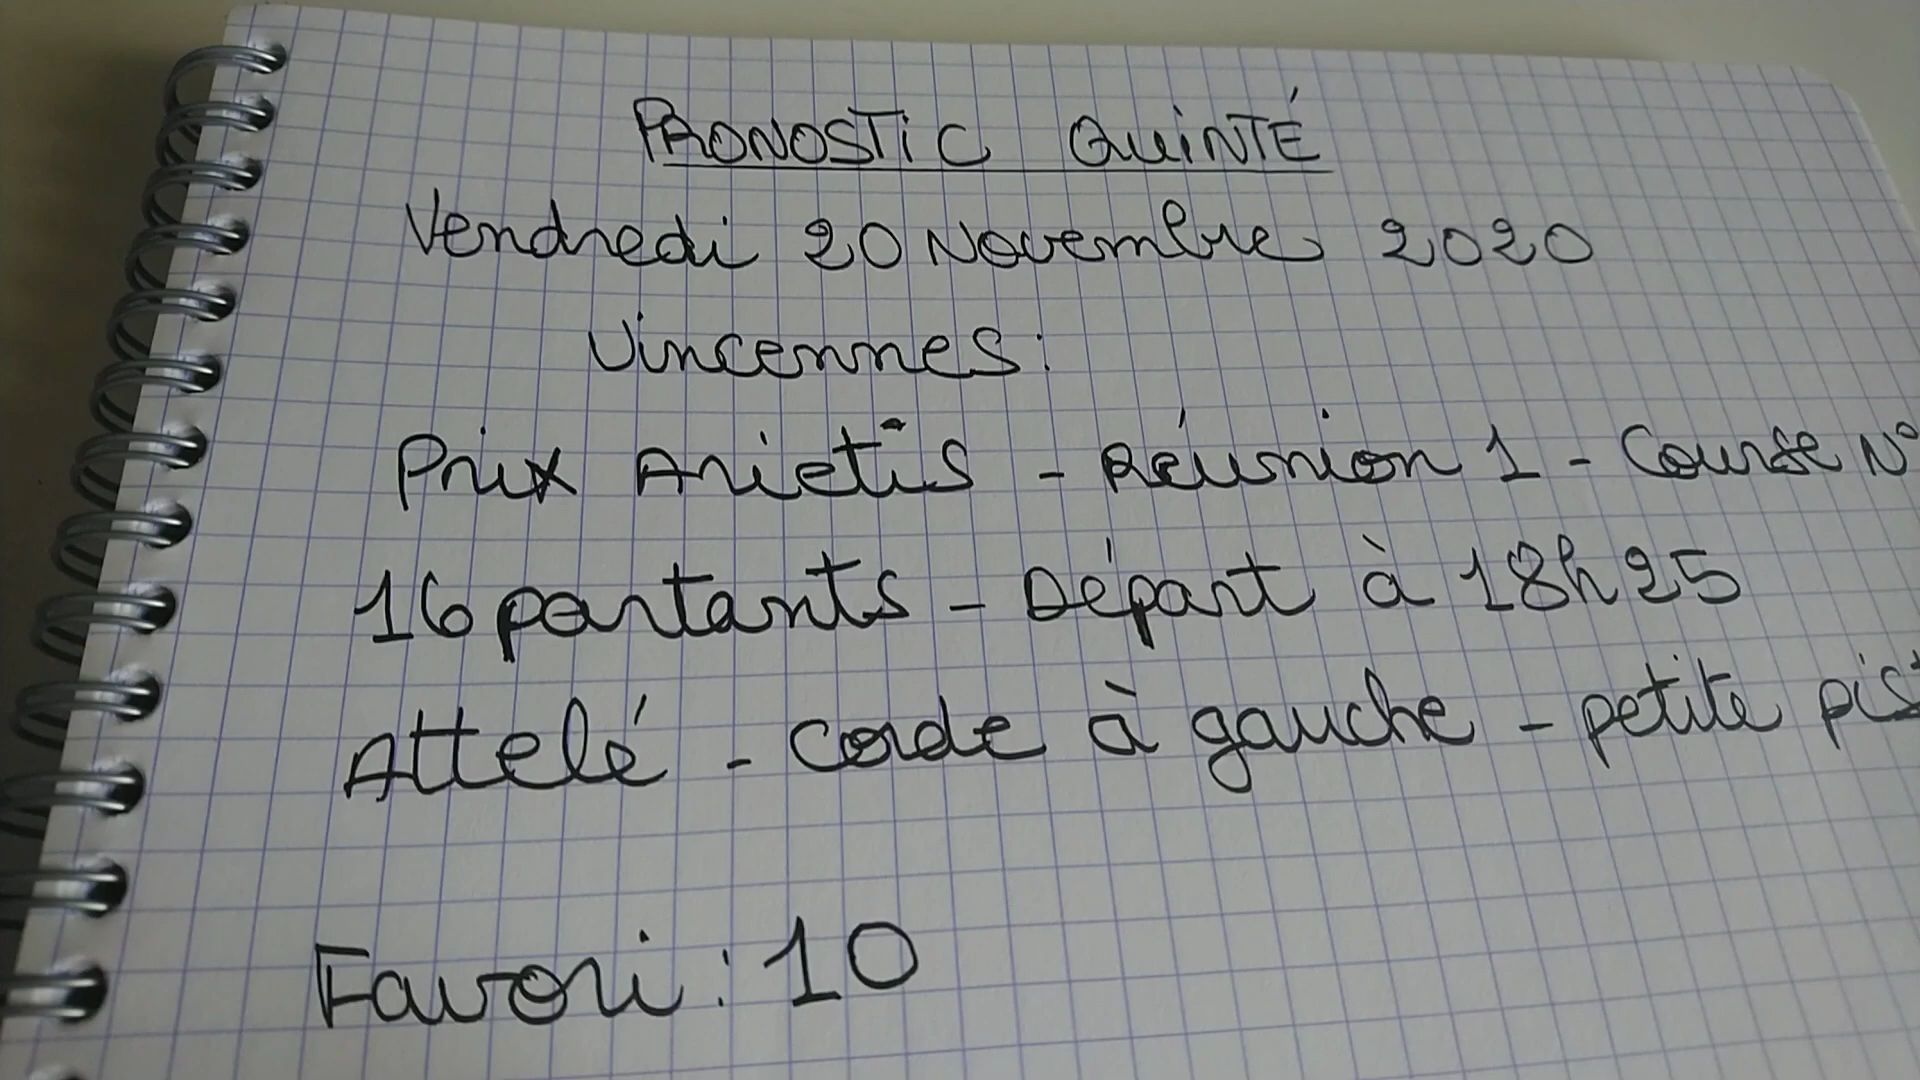 PRONOSTIC QUINTÉ
Vendredi 20 Novembre 2020
Vincennes:
Prix Arietis - Réunion 1 - Course N°
16 partants - Départ à 18h25
Attelé - corde à gauche - petite pist
Favori: 10